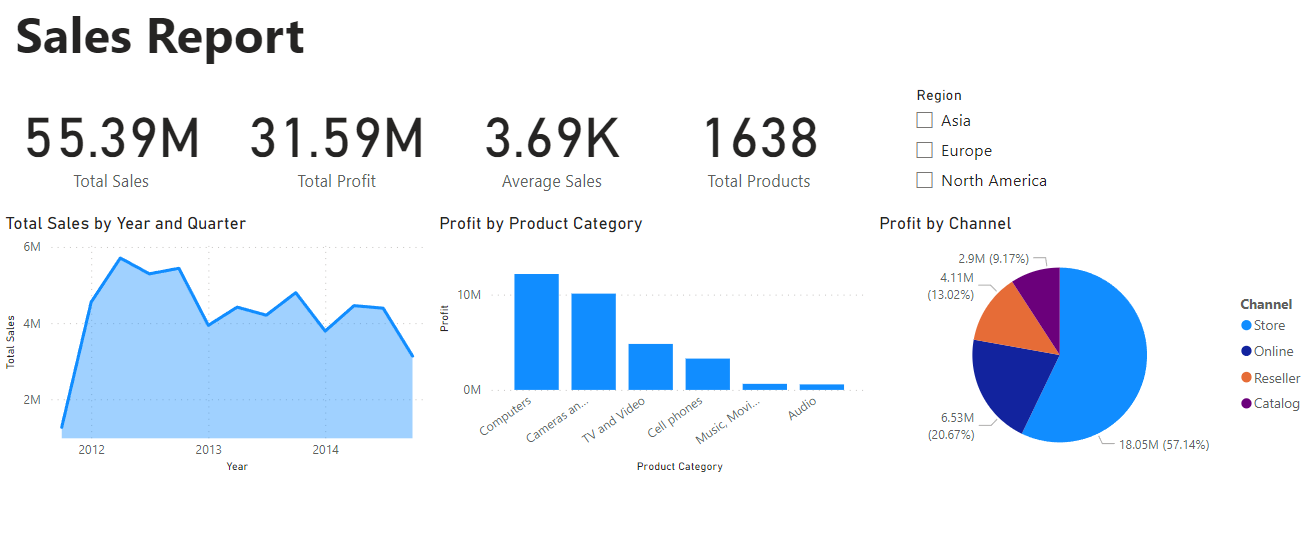 Sales Report
55.39M
Total Sales
31.59M
Total Profit
3.69K
Average Sales
1638
Total Products
Region
Asia
Europe
North America
Total Sales by Year and Quarter
6M
4M
2M
Total Sales
2012
2013
2014
Year
Profit by Product Category
10M
0M
Profit
Computers
Cameras an...
TV and Video
Cell phones
Music, Movi...
Audio
Product Category
Profit by Channel
2.9M (9.17%)
4.11M
(13.02%)
6.53M
(20.67%)
18.05M (57.14%)
Channel
Store
Online
Reseller
Catalog